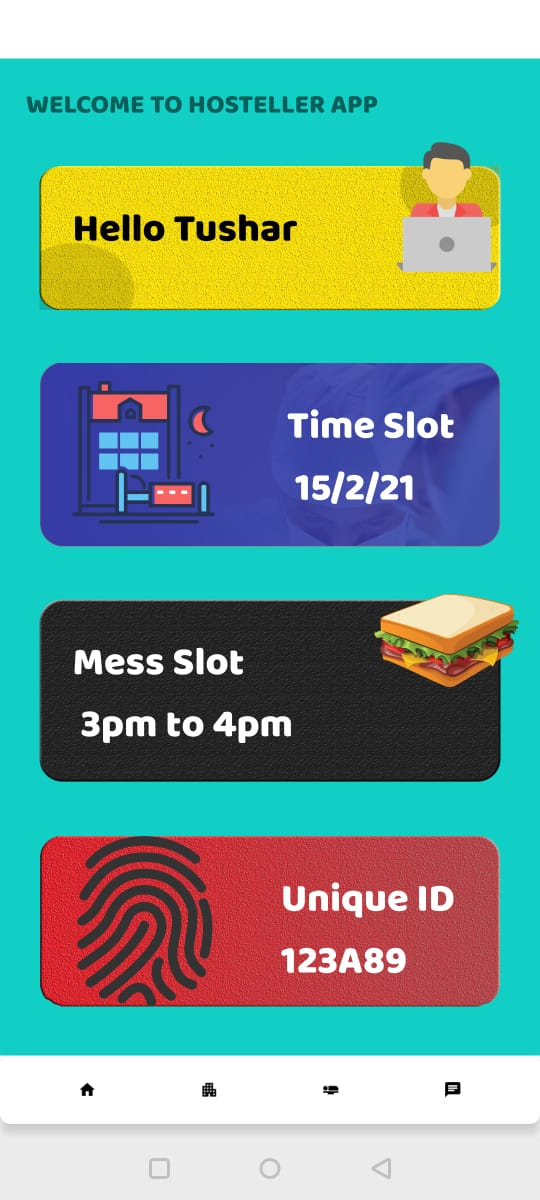 WELCOME TO HOSTELLER APP
Hello Tushar
Time Slot
15/2/21
Mess Slot
3pm to 4pm
Unique ID
123A89